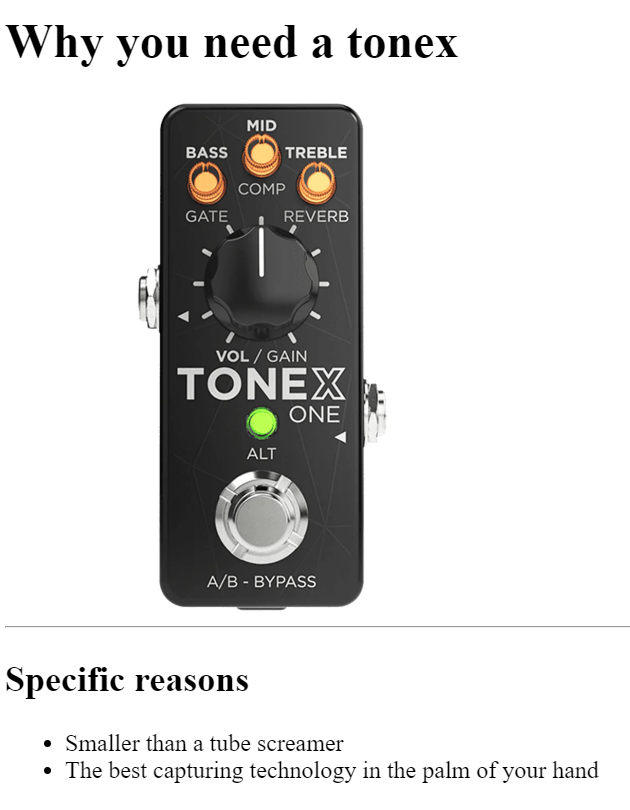 Why you need a tonex
MID
BASS TREBLE
COMP
GATE REVERB
VOL / GAIN
TONEX
ONE
ALT
A/B - BYPASS
Specific reasons
• Smaller than a tube screamer
• The best capturing technology in the palm of your hand